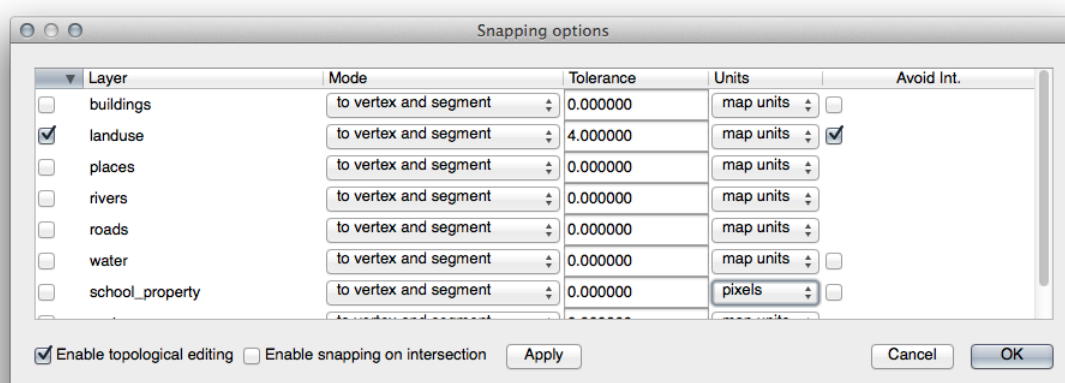 Snapping options
Layer Mode Tolerance Units Avoid Int.
buildings to vertex and segment 0.000000 map units
landuse to vertex and segment 4.000000 map units
places to vertex and segment 0.000000 map units
rivers to vertex and segment 0.000000 map units
roads to vertex and segment 0.000000 map units
water to vertex and segment 0.000000 map units
school_property to vertex and segment 0.000000 pixels
Enable topological editing Enable snapping on intersection Apply Cancel OK